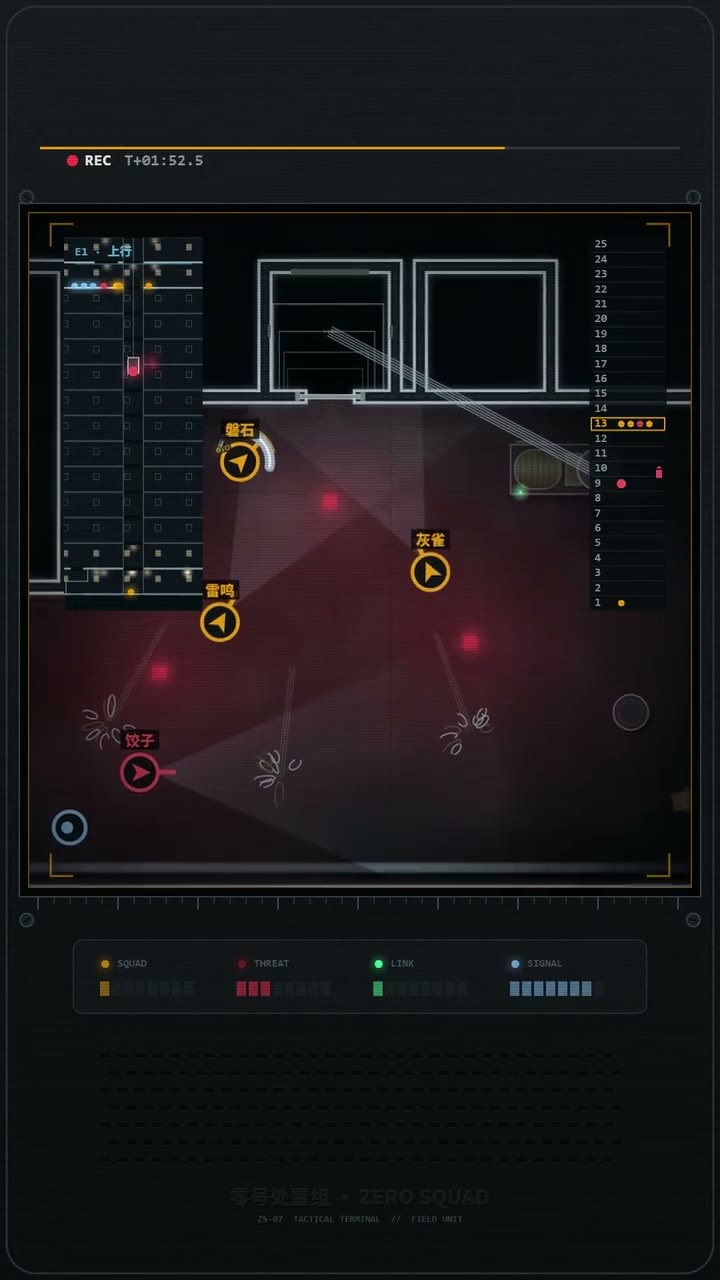 REC T+01:52.5
E1 · 上行
25
24
23
22
21
20
19
18
17
16
15
14
13
12
11
10
9
8
7
6
5
4
3
2
1
磐石
灰雀
雷鸣
饺子
SQUAD
THREAT
LINK
SIGNAL
零号处置组 · ZERO SQUAD
ZS-07 TACTICAL TERMINAL // FIELD UNIT